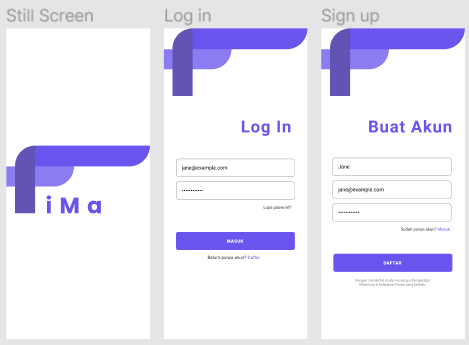 Still Screen
iMa
Log in
Log In
jane@example.com
Lupa password?
MASUK
Belum punya akun? Daftar
Sign up
Buat Akun
Jane
jane@example.com
Sudah punya akun? Masuk
DAFTAR
Dengan mendaftar Anda menyetujui Persyaratan
Ketentuan & Kebijakan Privasi yang berlaku.